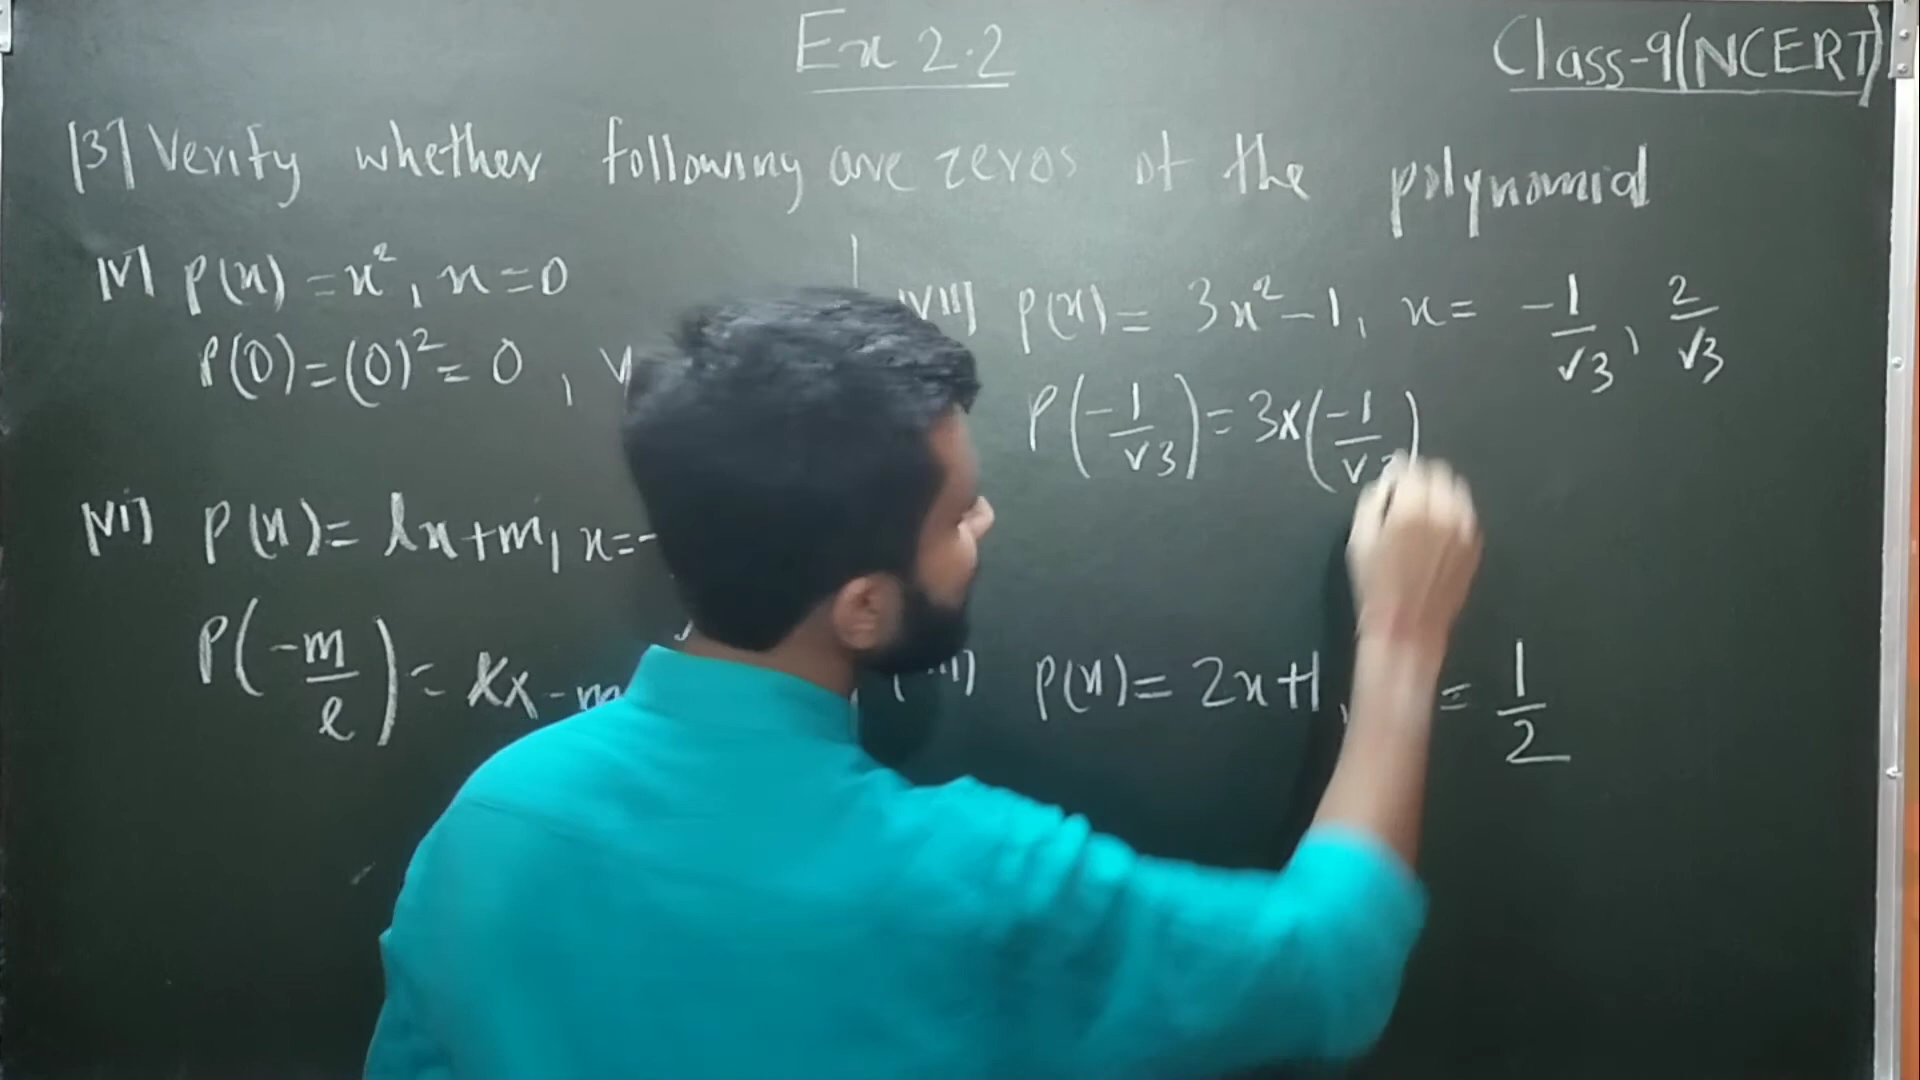 Ex 2.2
Class-9(NCERT)
[3] Verify whether following are zeros of the polynomial
[V] P(x) = x², x = 0
P(0) = (0)² = 0 ,
[VI] P(x) = lx + m, x = -
P(-m/l) = lx -m
[VII] P(x) = 3x² - 1, x = -1/√3, 2/√3
P(-1/√3) = 3x(-1/√
P(x) = 2x+1, = 1/2